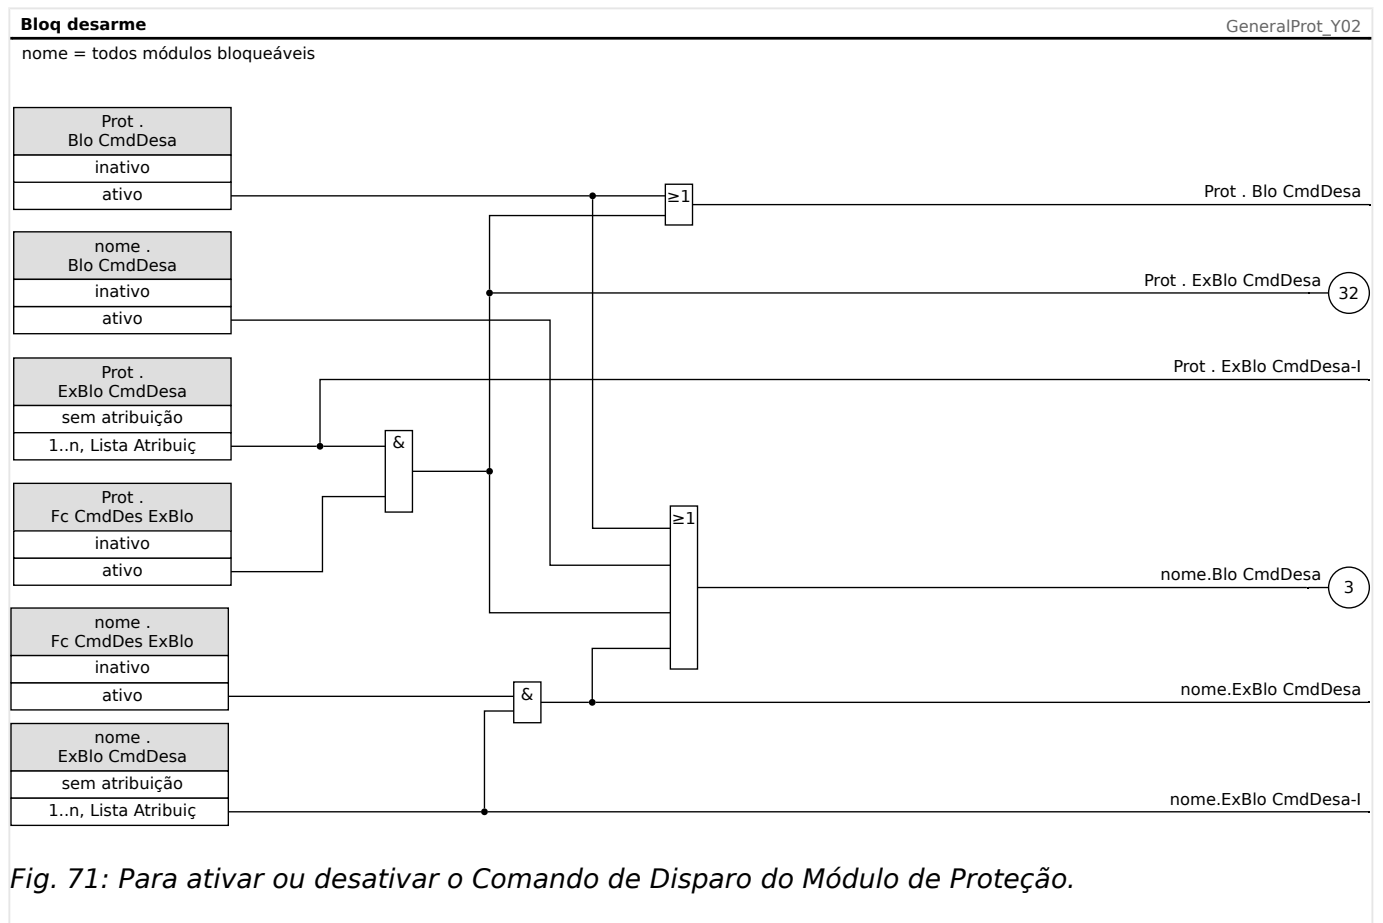 Bloq desarme
GeneralProt_Y02
nome = todos módulos bloqueáveis
Prot .
Blo CmdDesa
inativo
ativo
≥1
Prot . Blo CmdDesa
nome .
Blo CmdDesa
inativo
ativo
Prot . ExBlo CmdDesa
32
Prot .
ExBlo CmdDesa
sem atribuição
1..n, Lista Atribuiç
Prot . ExBlo CmdDesa-I
&
Prot .
Fc CmdDes ExBlo
inativo
ativo
≥1
nome.Blo CmdDesa
3
nome .
Fc CmdDes ExBlo
inativo
ativo
&
nome.ExBlo CmdDesa
nome .
ExBlo CmdDesa
sem atribuição
1..n, Lista Atribuiç
nome.ExBlo CmdDesa-I
Fig. 71: Para ativar ou desativar o Comando de Disparo do Módulo de Proteção.